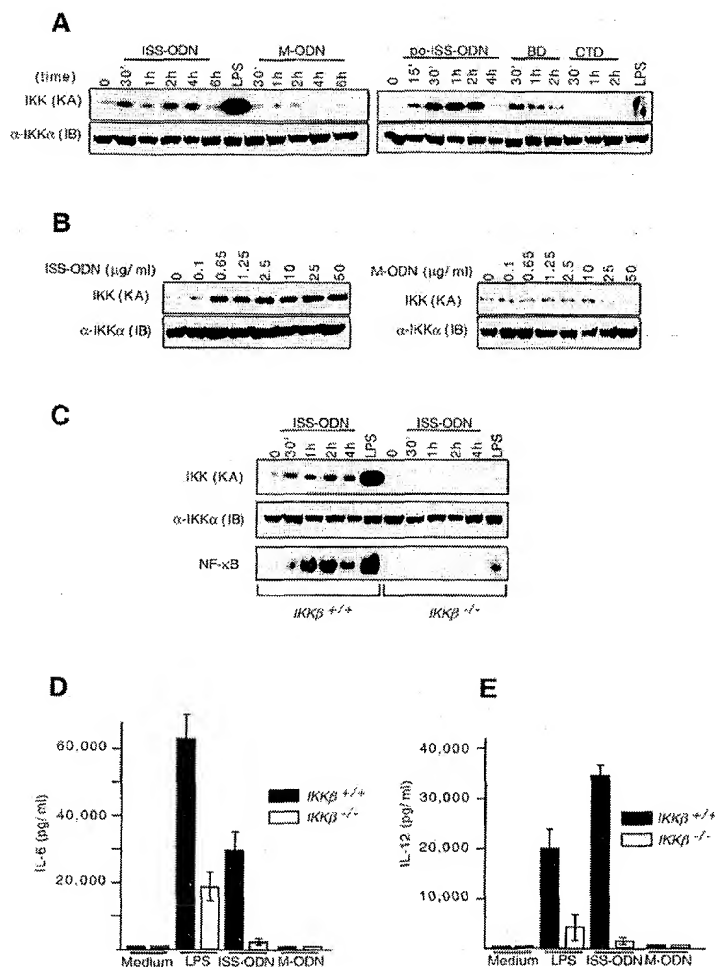 A
ISS-ODN M-ODN
(time) 0 30' 1h 2h 4h 6h LPS 30' 1h 2h 4h 6h
IKK (KA)
α-IKKα (IB)
po-ISS-ODN BD CTD
0 15' 30' 1h 2h 4h 30' 1h 2h 30' 1h 2h LPS
B
ISS-ODN (μg/ml) 0 0.1 0.65 1.25 2.5 10 25 50
IKK (KA)
α-IKKα (IB)
M-ODN (μg/ml) 0 0.1 0.65 1.25 2.5 10 25 50
IKK (KA)
α-IKKα (IB)
C
ISS-ODN ISS-ODN
0 30' 1h 2h 4h LPS 0 30' 1h 2h 4h LPS
IKK (KA)
α-IKKα (IB)
NF-κB
IKKβ +/+ IKKβ -/-
D
IL-6 (pg/ml)
60,000
40,000
20,000
IKKβ +/+
IKKβ -/-
Medium LPS ISS-ODN M-ODN
E
IL-12 (pg/ml)
40,000
30,000
20,000
10,000
IKKβ +/+
IKKβ -/-
Medium LPS ISS-ODN M-ODN